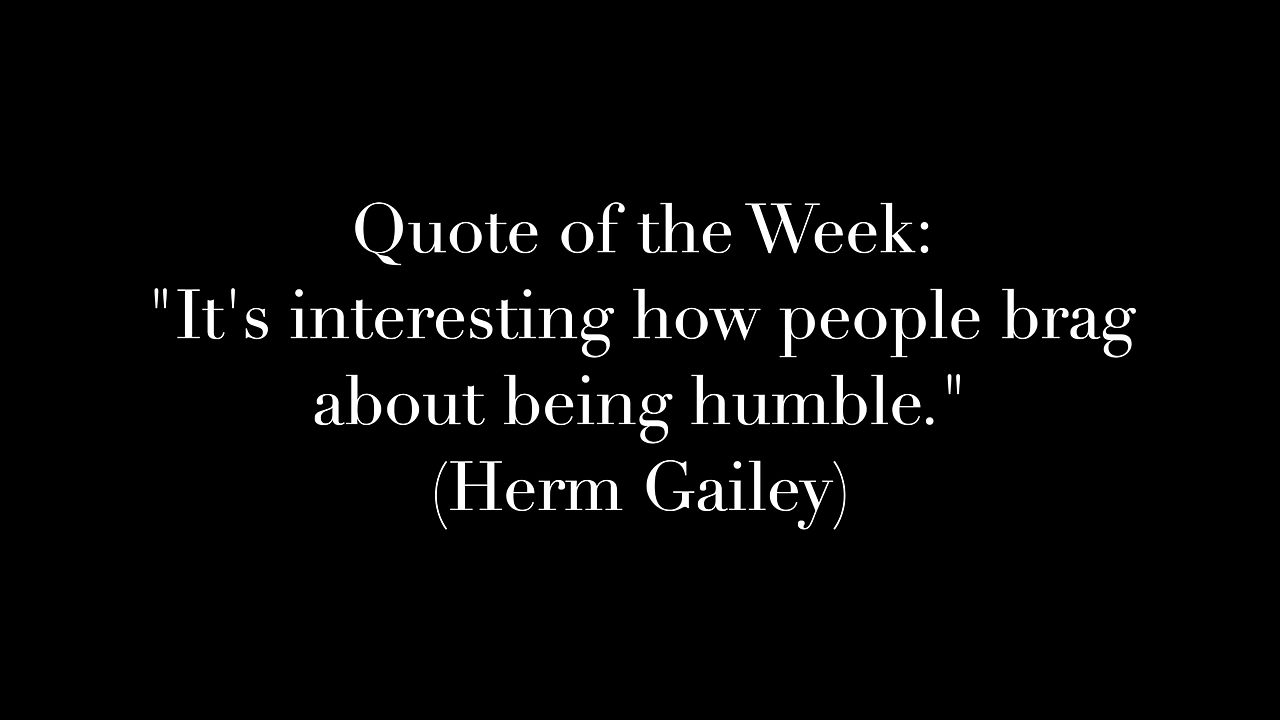 Quote of the Week:
"It's interesting how people brag
about being humble."
(Herm Gailey)